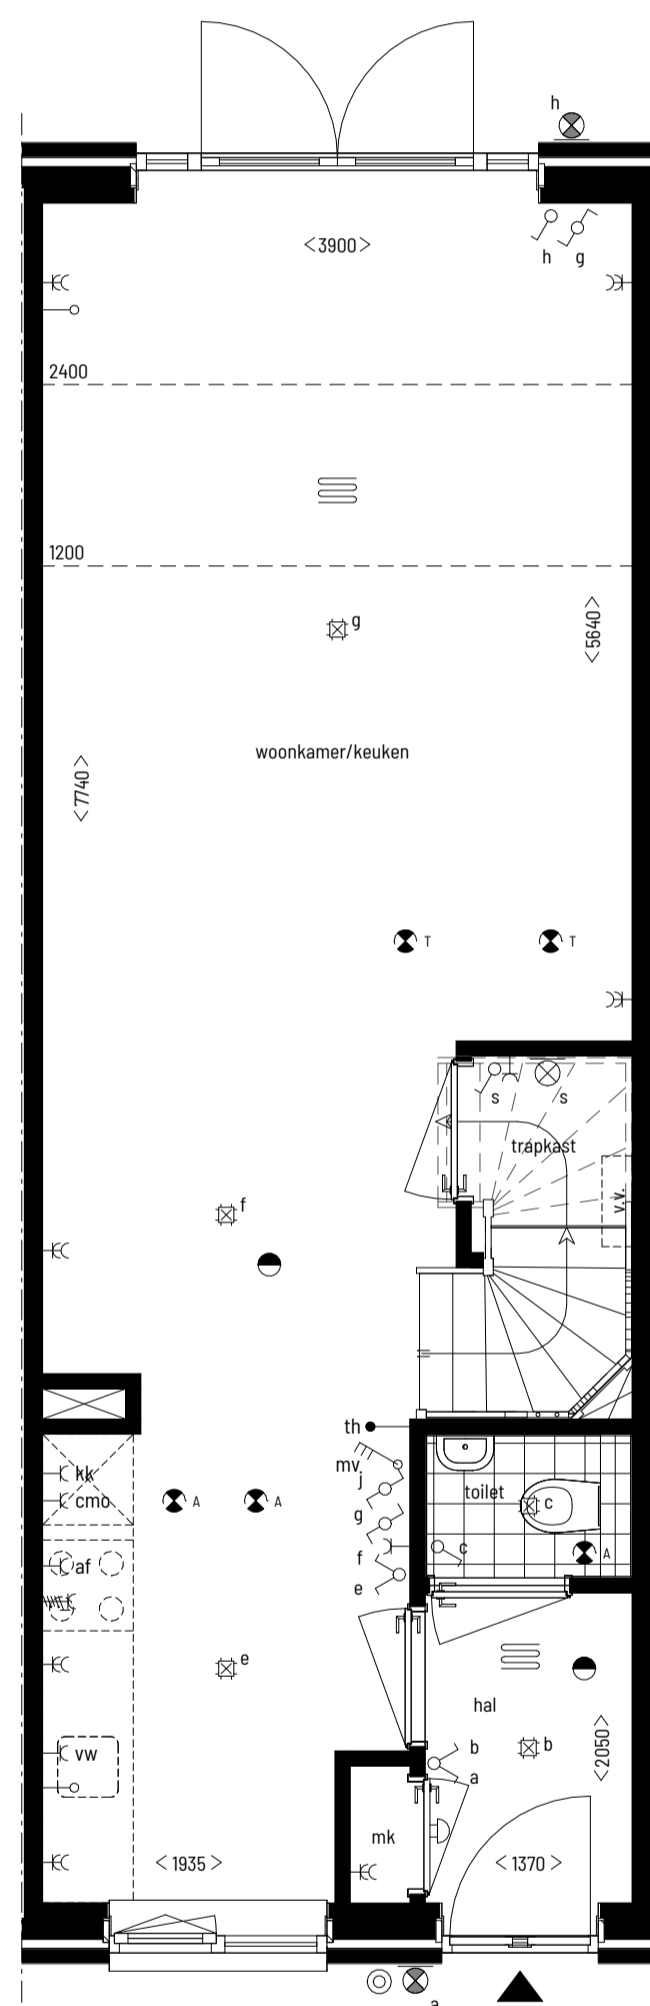 h
<3900>
h g
2400
1200
g
<5640>
woonkamer/keuken
<7740>
T T
s s
trapkast
v.v.
f
th
mv
kk
j
toilet
cmo
A A
c
g
c
A
f
af
e
e
hal
b
b
<2050>
vw
a
mk
<1935>
<1370>
a